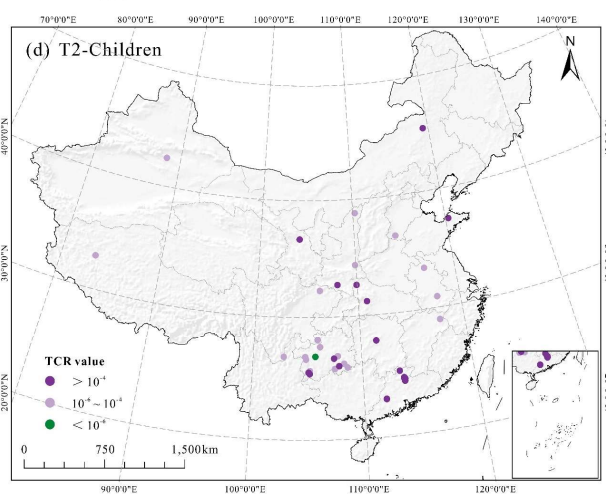 70°0'0"E 80°0'0"E 90°0'0"E 100°0'0"E 110°0'0"E 120°0'0"E 130°0'0"E 140°0'0"E
(d) T2-Children
N
40°0'0"N
30°0'0"N
20°0'0"N
TCR value
> 10⁻⁴
10⁻⁶ ~ 10⁻⁴
< 10⁻⁶
0 750 1,500km
90°0'0"E 100°0'0"E 110°0'0"E 120°0'0"E